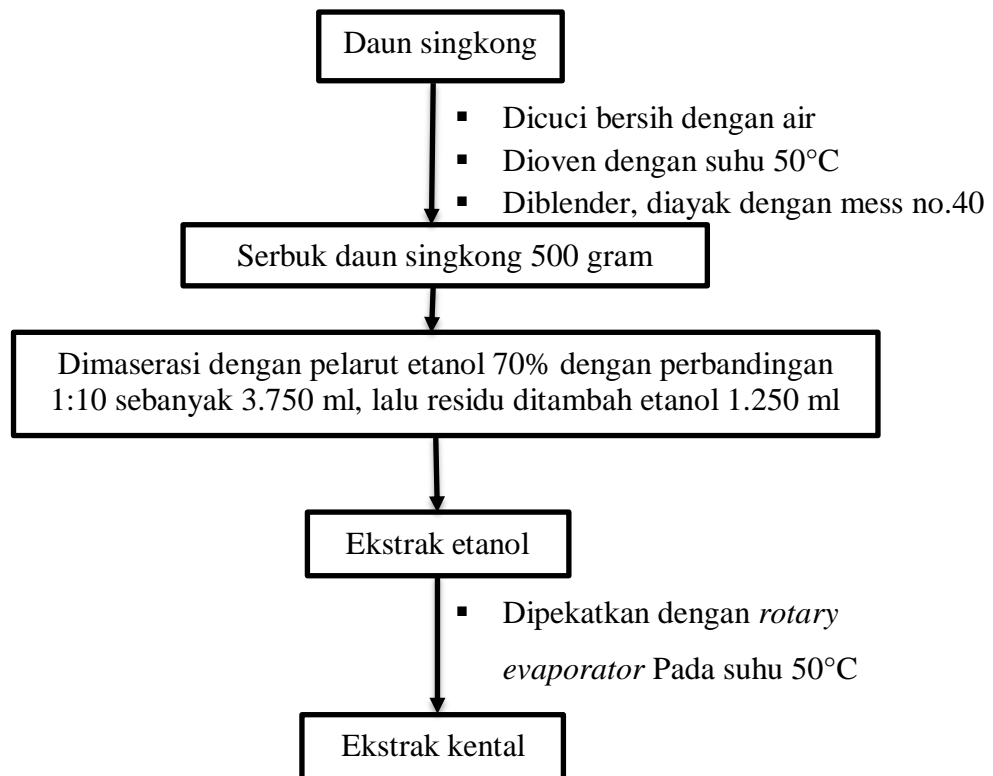 Daun singkong
▪ Dicuci bersih dengan air
▪ Dioven dengan suhu 50°C
▪ Diblender, diayak dengan mess no.40
Serbuk daun singkong 500 gram
Dimaserasi dengan pelarut etanol 70% dengan perbandingan
1:10 sebanyak 3.750 ml, lalu residu ditambah etanol 1.250 ml
Ekstrak etanol
▪ Dipekatkan dengan rotary
evaporator Pada suhu 50°C
Ekstrak kental